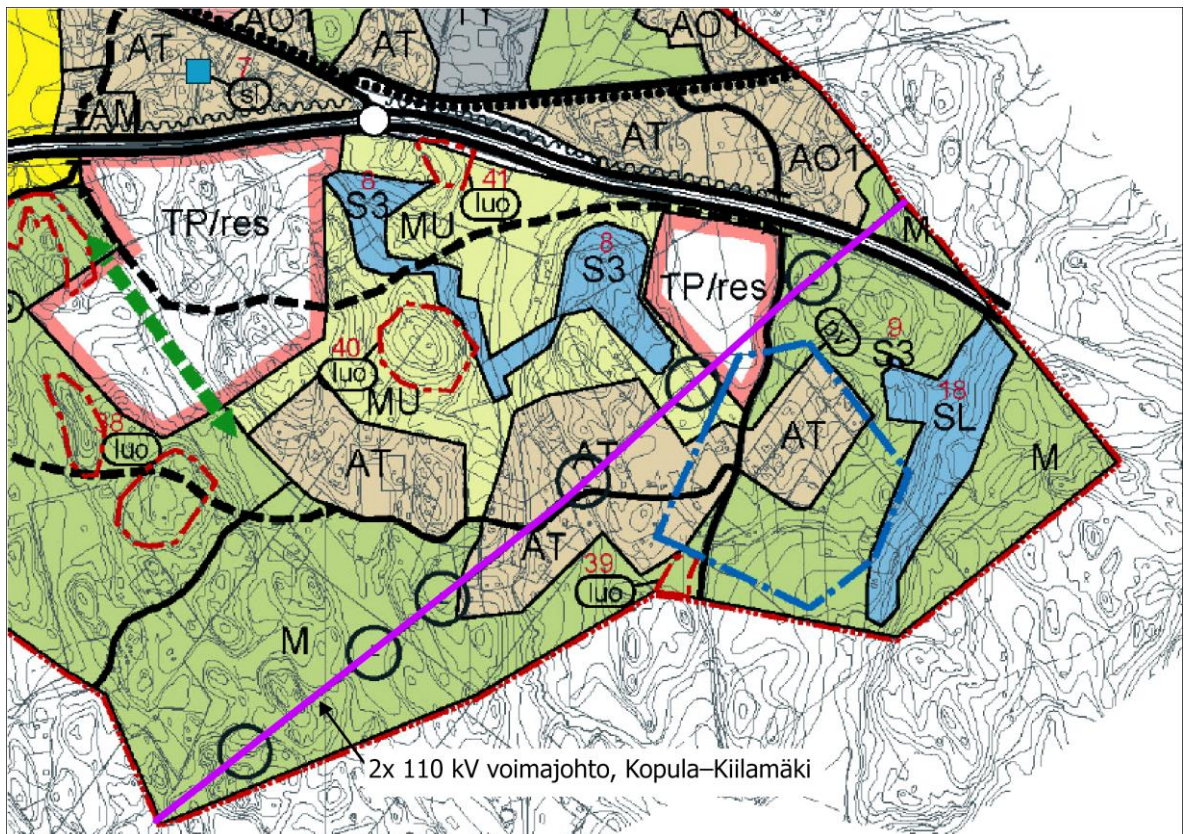 AT
AO1
TY
AT
AO1
7
sl
AM
AT
AO1
41
luo
8
S3
MU
8
S3
M
TP/res
TP/res
pv
9
S3
40
luo
MU
18
SL
38
luo
AT
AT
AT
M
AT
39
luo
M
2x 110 kV voimajohto, Kopula–Kiilamäki